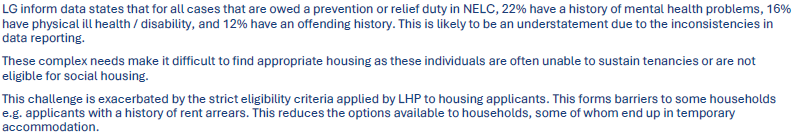 LG inform data states that for all cases that are owed a prevention or relief duty in NELC, 22% have a history of mental health problems, 16%
have physical ill health / disability, and 12% have an offending history. This is likely to be an understatement due to the inconsistencies in
data reporting.
These complex needs make it difficult to find appropriate housing as these individuals are often unable to sustain tenancies or are not
eligible for social housing.
This challenge is exacerbated by the strict eligibility criteria applied by LHP to housing applicants. This forms barriers to some households
e.g. applicants with a history of rent arrears. This reduces the options available to households, some of whom end up in temporary
accommodation.